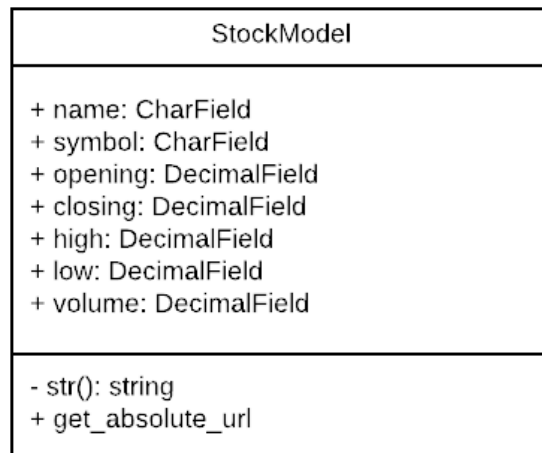 StockModel
+ name: CharField
+ symbol: CharField
+ opening: DecimalField
+ closing: DecimalField
+ high: DecimalField
+ low: DecimalField
+ volume: DecimalField
- str(): string
+ get_absolute_url